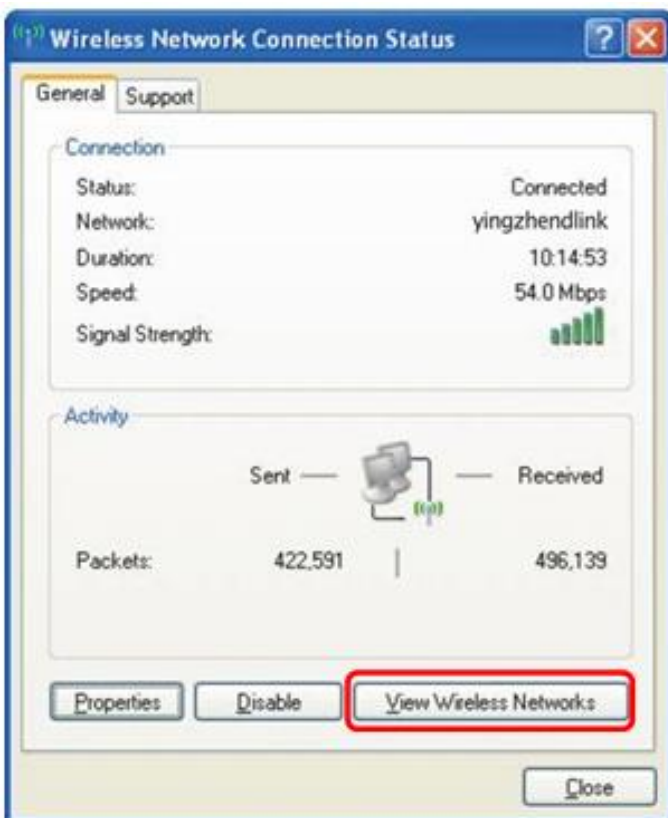 Wireless Network Connection Status
General Support
Connection
Status: Connected
Network: yingzhendlink
Duration: 10:14:53
Speed: 54.0 Mbps
Signal Strength:
Activity
Sent Received
Packets: 422,591 496,139
Properties Disable View Wireless Networks
Close